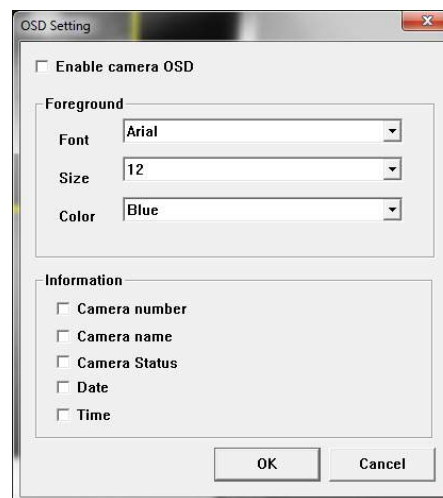 OSD Setting
Enable camera OSD
Foreground
Font Arial
Size 12
Color Blue
Information
Camera number
Camera name
Camera Status
Date
Time
OK Cancel